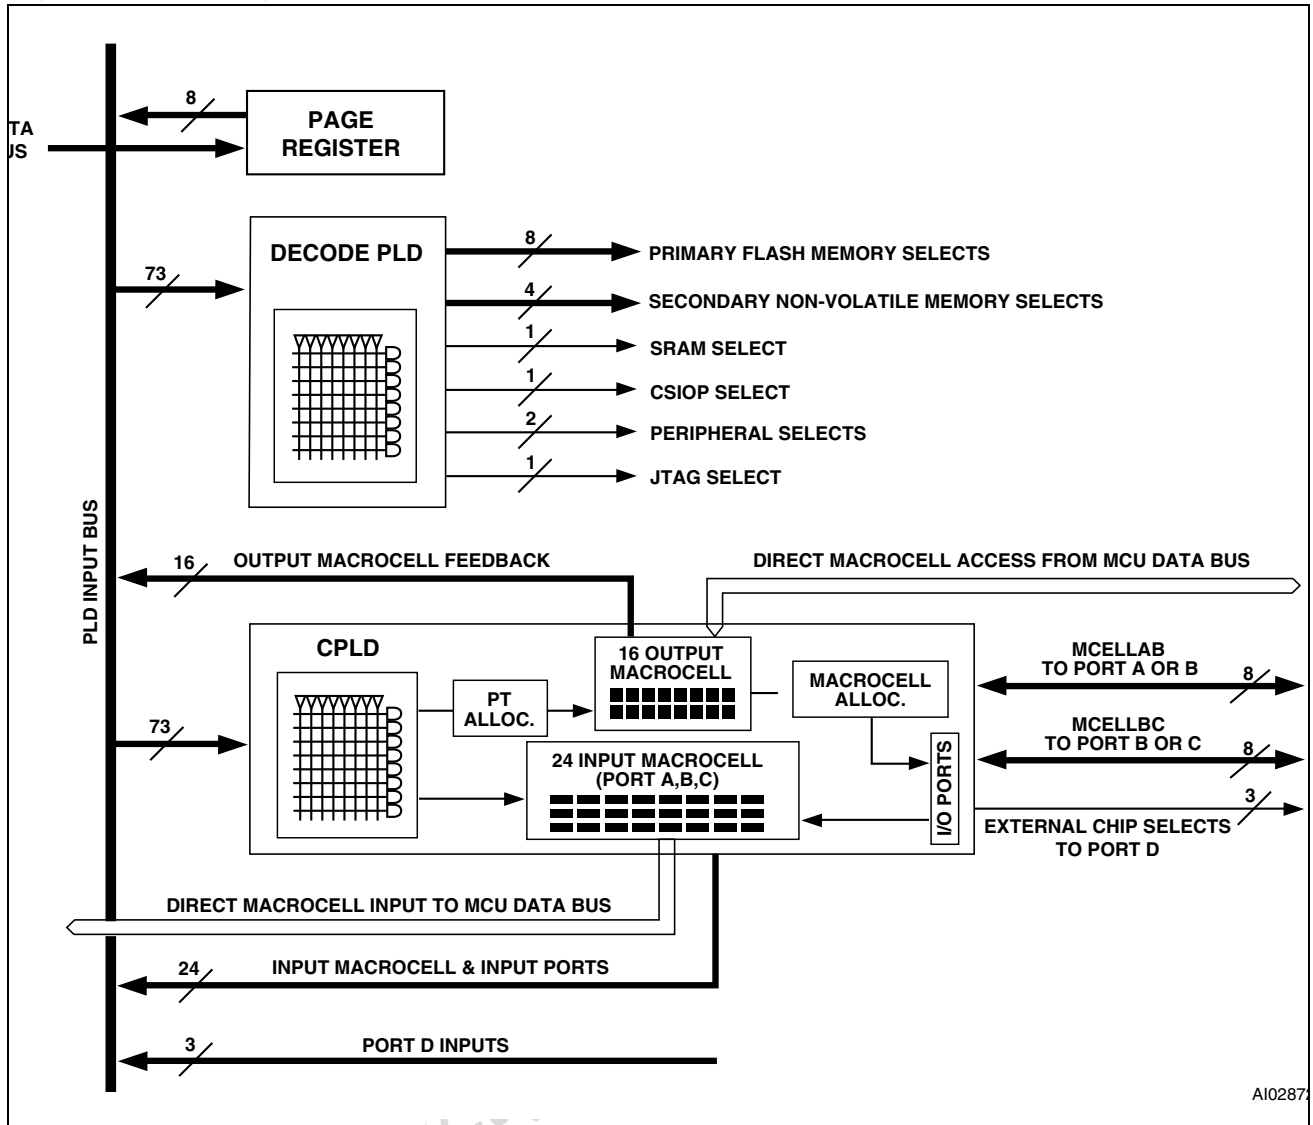 8
PAGE
REGISTER
TA
US
DECODE PLD
73
8
PRIMARY FLASH MEMORY SELECTS
4
SECONDARY NON-VOLATILE MEMORY SELECTS
1
SRAM SELECT
1
CSIOP SELECT
2
PERIPHERAL SELECTS
1
JTAG SELECT
PLD INPUT BUS
16
OUTPUT MACROCELL FEEDBACK
DIRECT MACROCELL ACCESS FROM MCU DATA BUS
CPLD
73
PT
ALLOC.
16 OUTPUT
MACROCELL
MACROCELL
ALLOC.
24 INPUT MACROCELL
(PORT A,B,C)
I/O PORTS
MCELLAB
TO PORT A OR B
8
MCELLBC
TO PORT B OR C
8
3
EXTERNAL CHIP SELECTS
TO PORT D
DIRECT MACROCELL INPUT TO MCU DATA BUS
24
INPUT MACROCELL & INPUT PORTS
3
PORT D INPUTS
AI02872